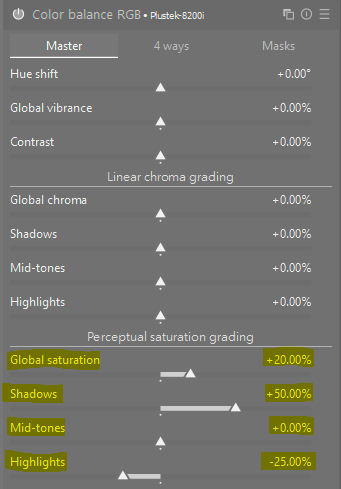 Color balance RGB • Plustek-8200i
Master 4 ways Masks
Hue shift +0.00°
Global vibrance +0.00%
Contrast +0.00%
Linear chroma grading
Global chroma +0.00%
Shadows +0.00%
Mid-tones +0.00%
Highlights +0.00%
Perceptual saturation grading
Global saturation +20.00%
Shadows +50.00%
Mid-tones +0.00%
Highlights -25.00%